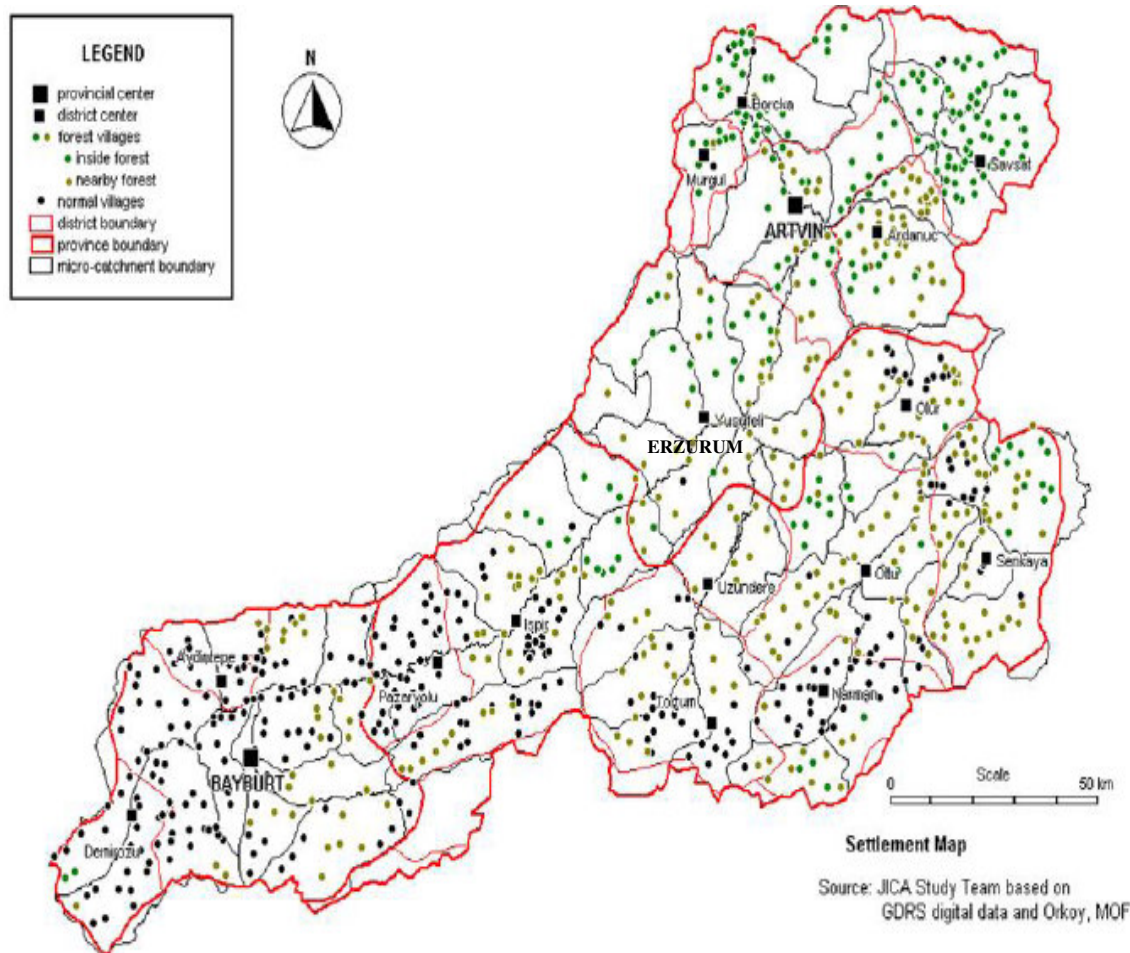 LEGEND
provincial center
district center
forest villages
inside forest
nearby forest
normal villages
district boundary
province boundary
micro-catchment boundary
N
Borcka
Murgul
Savsat
ARTVIN
Ardanuc
Olur
Yusufeli
ERZURUM
Senkaya
Oltu
Uzundere
Ispir
Aydintepe
Pazaryolu
Narman
Tortum
BAYBURT
Demirozu
Scale
0 50 km
Settlement Map
Source: JICA Study Team based on
GDRS digital data and Orkoy, MOF